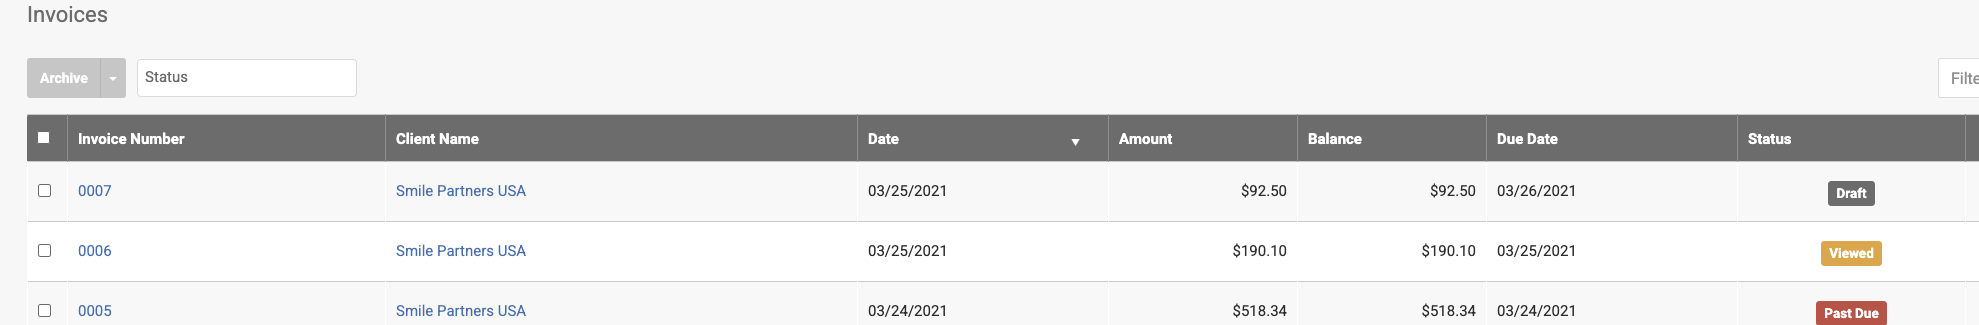 Invoices
Archive Status Filte
Invoice Number Client Name Date Amount Balance Due Date Status
0007 Smile Partners USA 03/25/2021 $92.50 $92.50 03/26/2021 Draft
0006 Smile Partners USA 03/25/2021 $190.10 $190.10 03/25/2021 Viewed
0005 Smile Partners USA 03/24/2021 $518.34 $518.34 03/24/2021 Past Due